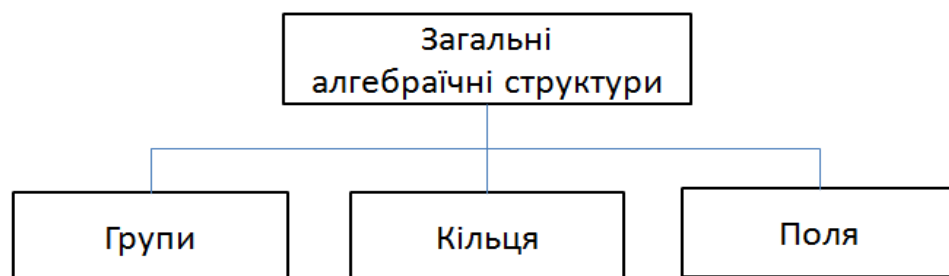 Загальні
алгебраїчні структури
Групи
Кільця
Поля